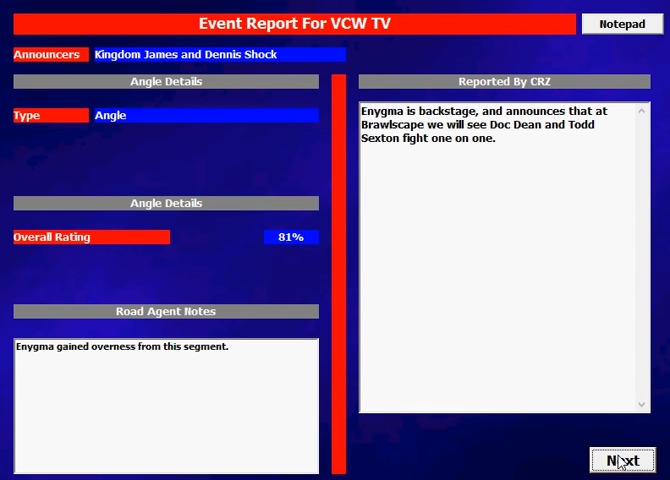 Event Report For VCW TV
Notepad
Announcers
Kingdom James and Dennis Shock
Angle Details
Type
Angle
Angle Details
Overall Rating
81%
Road Agent Notes
Enygma gained overness from this segment.
Reported By CRZ
Enygma is backstage, and announces that at
Brawlscape we will see Doc Dean and Todd
Sexton fight one on one.
Next